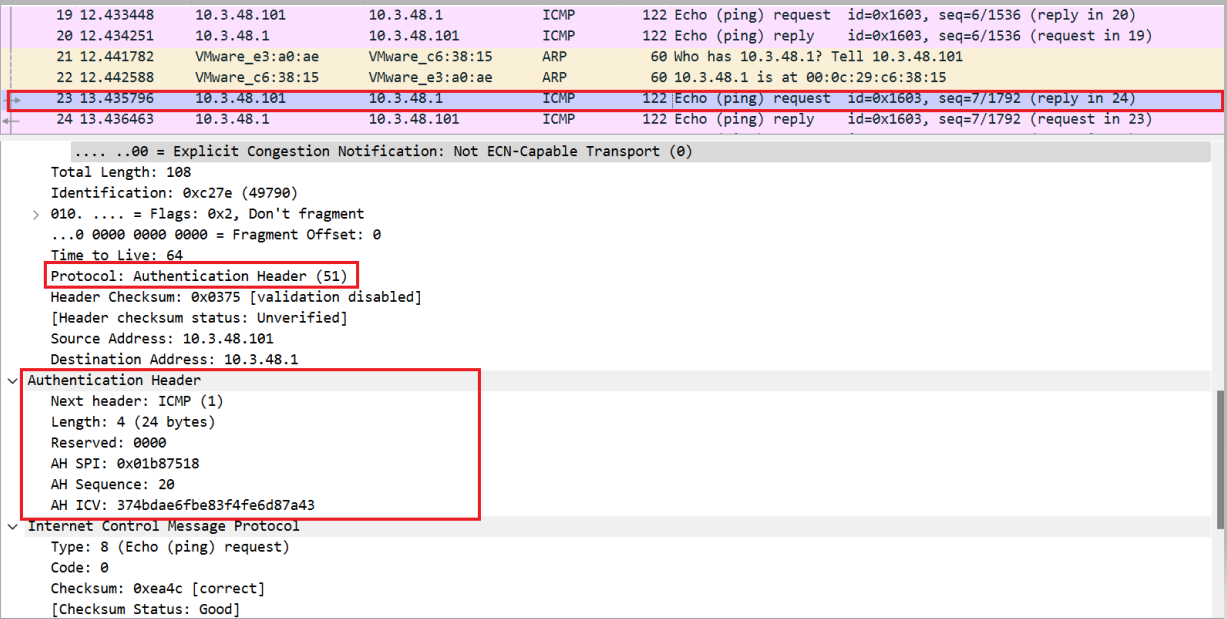 19 12.433448 10.3.48.101 10.3.48.1 ICMP 122 Echo (ping) request id=0x1603, seq=6/1536 (reply in 20)
20 12.434251 10.3.48.1 10.3.48.101 ICMP 122 Echo (ping) reply id=0x1603, seq=6/1536 (request in 19)
21 12.441782 VMware_e3:a0:ae VMware_c6:38:15 ARP 60 Who has 10.3.48.1? Tell 10.3.48.101
22 12.442588 VMware_c6:38:15 VMware_e3:a0:ae ARP 60 10.3.48.1 is at 00:0c:29:c6:38:15
23 13.435796 10.3.48.101 10.3.48.1 ICMP 122 Echo (ping) request id=0x1603, seq=7/1792 (reply in 24)
24 13.436463 10.3.48.1 10.3.48.101 ICMP 122 Echo (ping) reply id=0x1603, seq=7/1792 (request in 23)
.... ..00 = Explicit Congestion Notification: Not ECN-Capable Transport (0)
Total Length: 108
Identification: 0xc27e (49790)
010. .... = Flags: 0x2, Don't fragment
...0 0000 0000 0000 = Fragment Offset: 0
Time to Live: 64
Protocol: Authentication Header (51)
Header Checksum: 0x0375 [validation disabled]
[Header checksum status: Unverified]
Source Address: 10.3.48.101
Destination Address: 10.3.48.1
Authentication Header
Next header: ICMP (1)
Length: 4 (24 bytes)
Reserved: 0000
AH SPI: 0x01b87518
AH Sequence: 20
AH ICV: 374bdae6fbe83f4fe6d87a43
Internet Control Message Protocol
Type: 8 (Echo (ping) request)
Code: 0
Checksum: 0xea4c [correct]
[Checksum Status: Good]